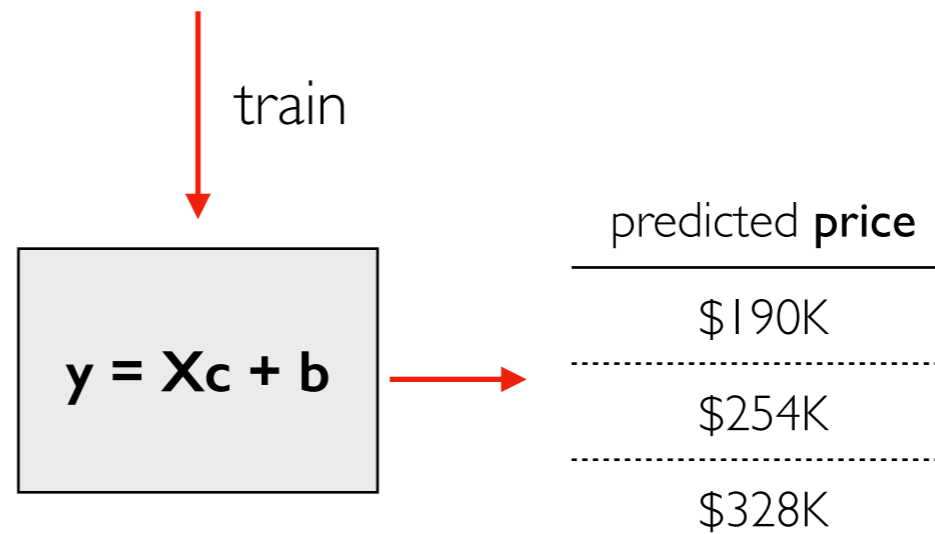 train
predicted price
y = Xc + b
$190K
$254K
$328K